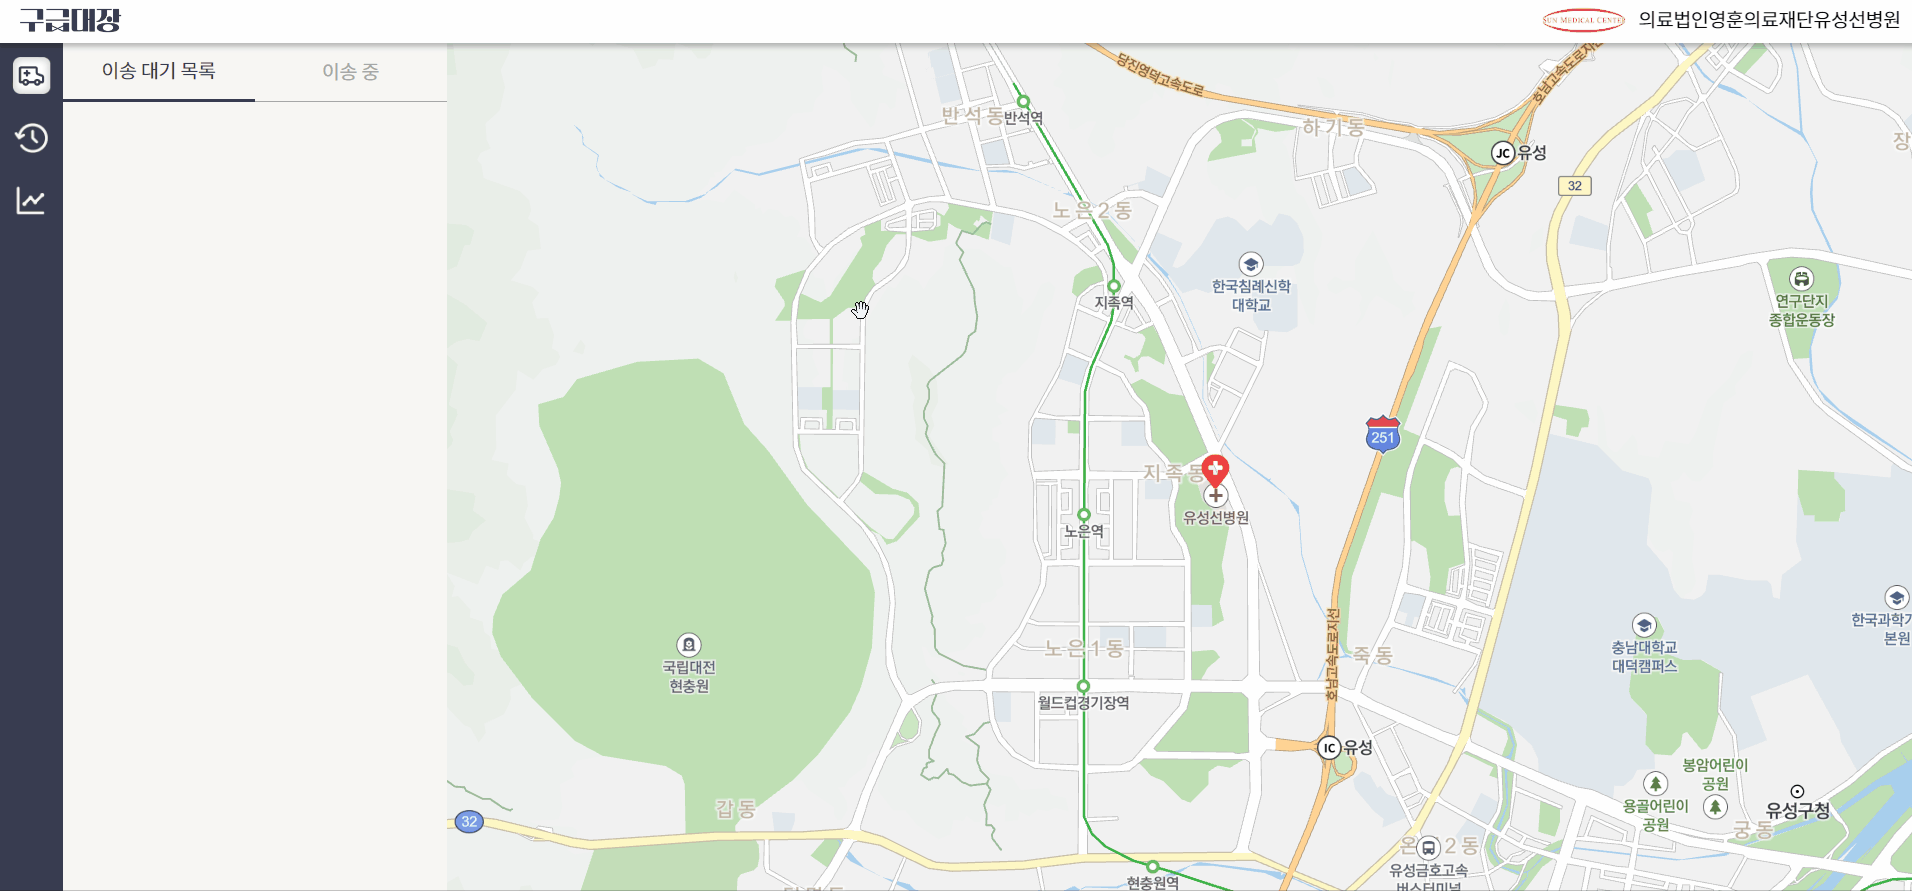 구급대장
SUN MEDICAL CENTER
의료법인영훈의료재단유성선병원
이송 대기 목록
이송 중
당진영덕고속도로
호남고속도로지선
반석동
반석역
하기동
JC
유성
32
노은2동
한국침례신학
대학교
지족역
연구단지
종합운동장
251
지족동
유성선병원
노은역
국립대전
현충원
노은1동
월드컵경기장역
호남고속도로지선
죽동
충남대학교
대덕캠퍼스
본원
IC
유성
갑동
32
봉암어린이
공원
용골어린이
공원
유성구청
궁동
2동
유성금호고속
버스터미널
현충원역